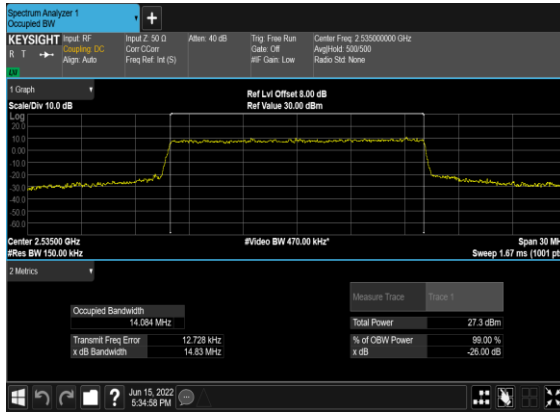 Spectrum Analyzer 1
Occupied BW
+
KEYSIGHT Input: RF Input Z: 50 Ω Atten: 40 dB Trig: Free Run Center Freq: 2.535000000 GHz
R T Coupling: DC Corr CCorr Gate: Off Avg|Hold: 500/500
Align: Auto Freq Ref: Int (S) #IF Gain: Low Radio Std: None
LVI
1 Graph
Ref Lvl Offset 8.00 dB
Scale/Div 10.0 dB Ref Value 30.00 dBm
Log
20.0
10.0
0.00
-10.0
-20.0
-30.0
-40.0
-50.0
-60.0
Center 2.53500 GHz #Video BW 470.00 kHz* Span 30 MH
#Res BW 150.00 kHz Sweep 1.67 ms (1001 pts
2 Metrics
Measure Trace Trace 1
Occupied Bandwidth
14.084 MHz Total Power 27.3 dBm
Transmit Freq Error 12.728 kHz % of OBW Power 99.00 %
x dB Bandwidth 14.83 MHz x dB -26.00 dB
? Jun 15, 2022
5:34:58 PM